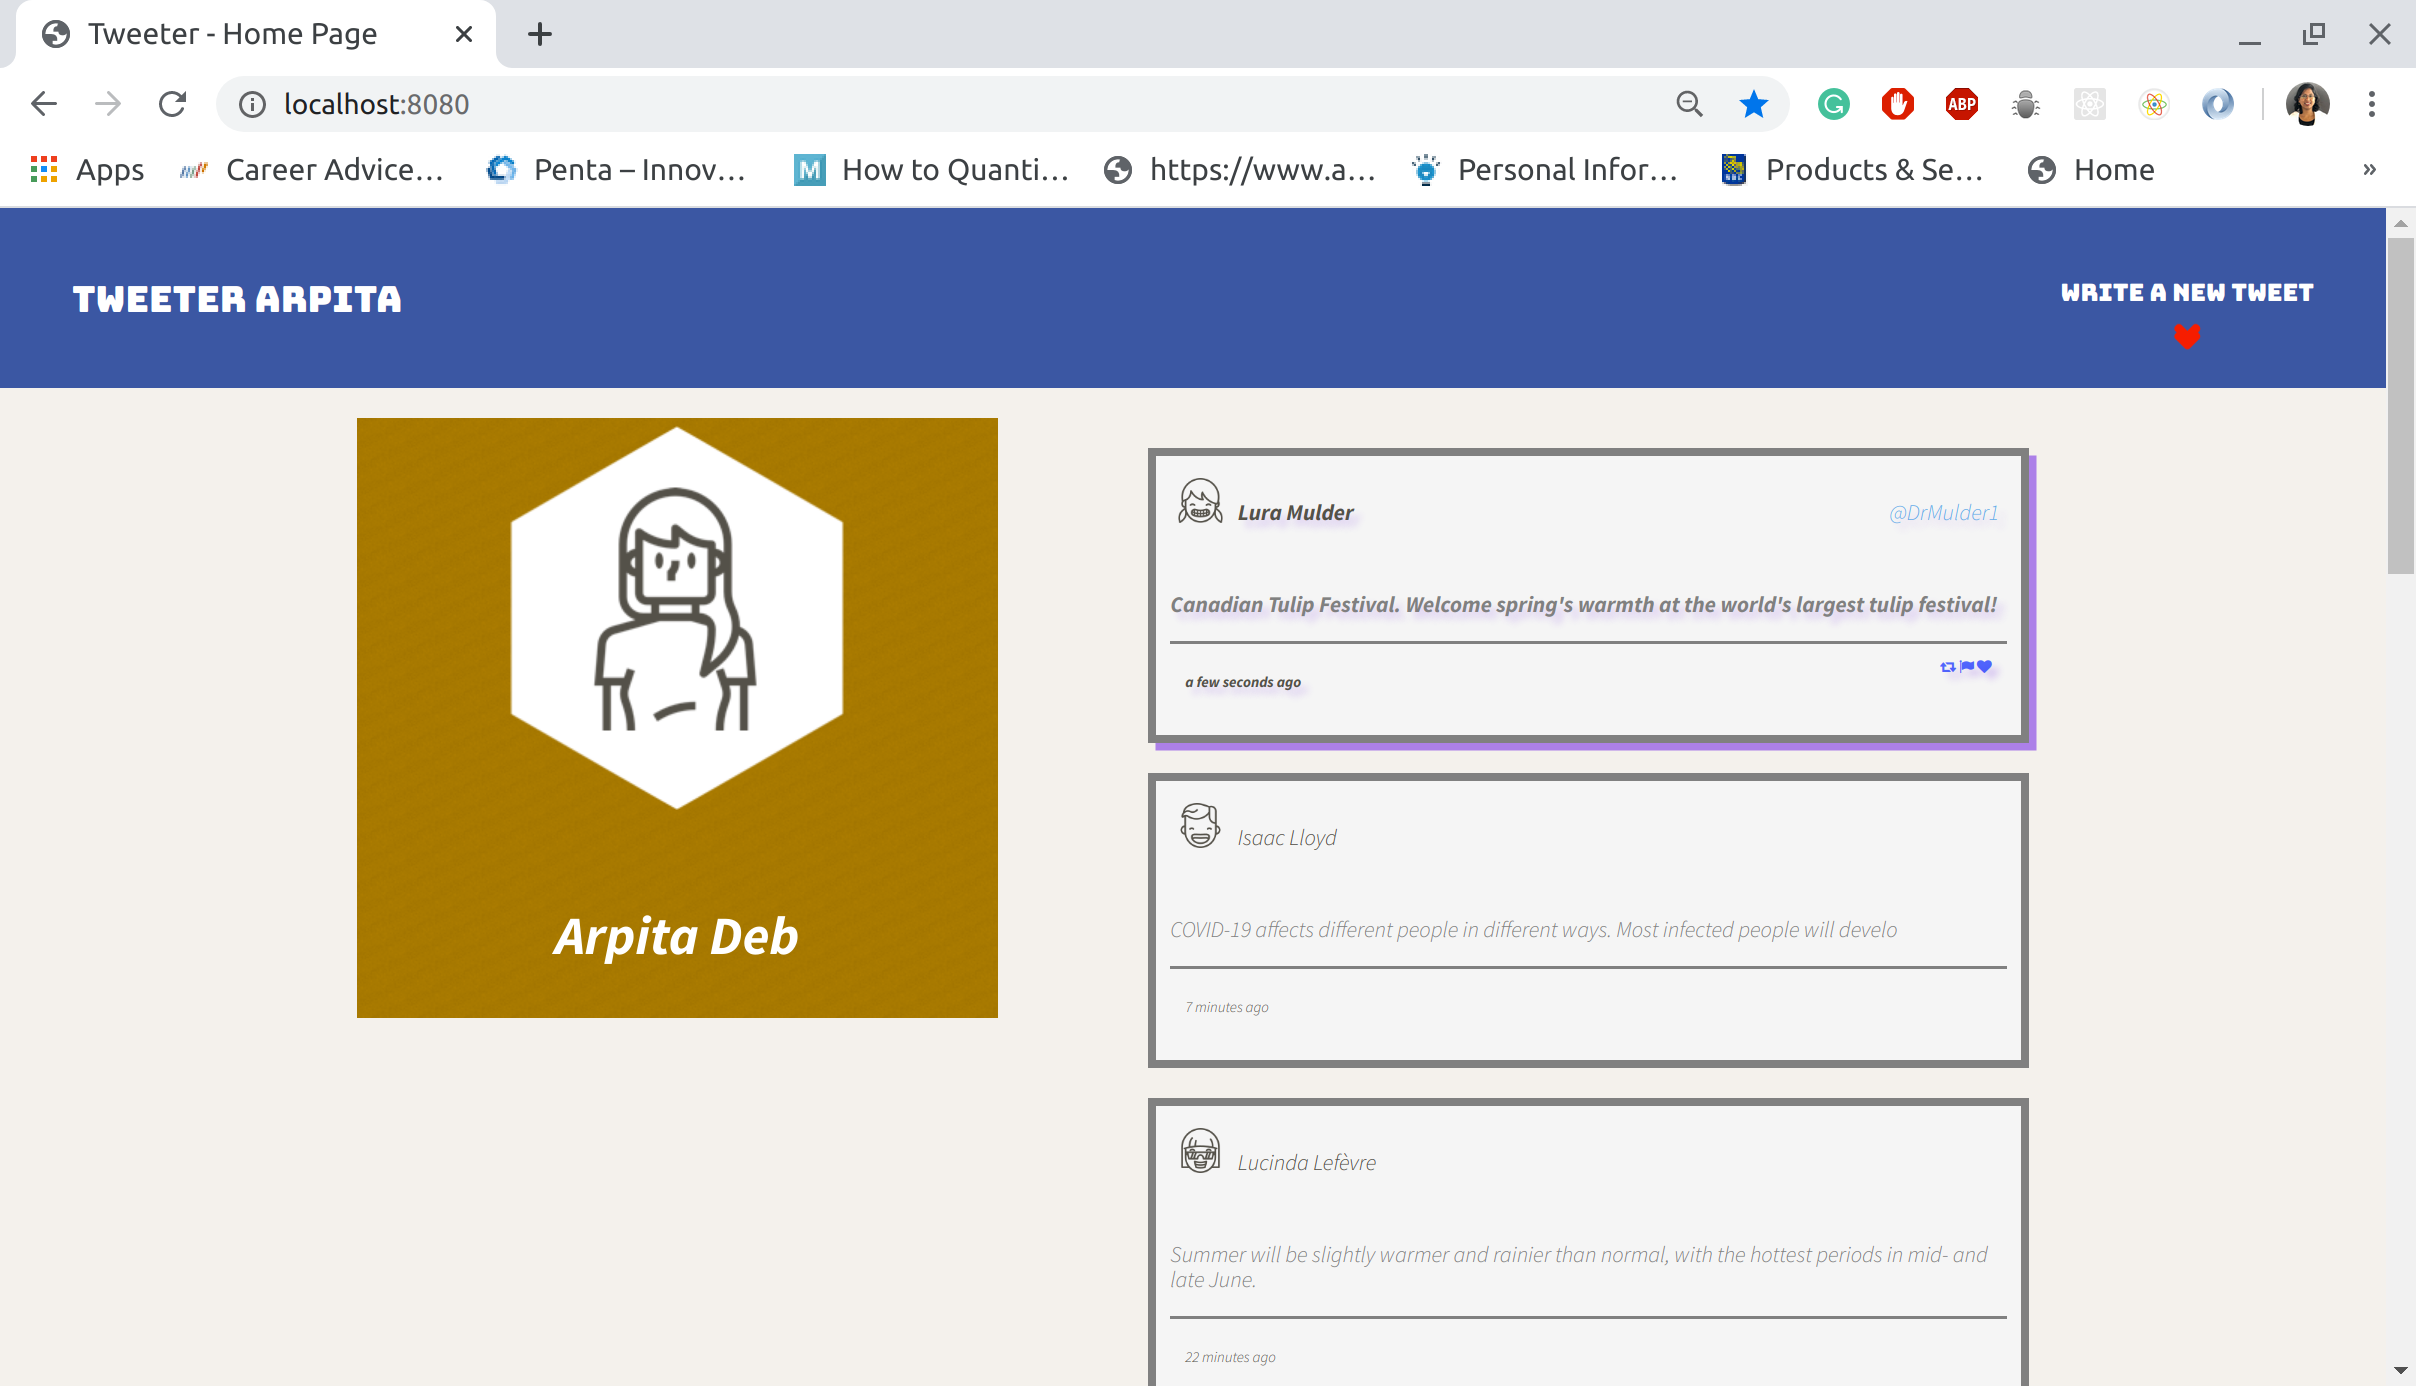 Tweeter - Home Page
localhost:8080
ABP
Apps
Career Advice...
Penta – Innov...
M
How to Quanti...
https://www.a...
Personal Infor...
Products & Se...
Home
»
TWEETER ARPITA
WRITE A NEW TWEET
Arpita Deb
Lura Mulder
@DrMulder1
Canadian Tulip Festival. Welcome spring's warmth at the world's largest tulip festival!
a few seconds ago
Isaac Lloyd
COVID-19 affects different people in different ways. Most infected people will develo
7 minutes ago
Lucinda Lefèvre
Summer will be slightly warmer and rainier than normal, with the hottest periods in mid- and
late June.
22 minutes ago